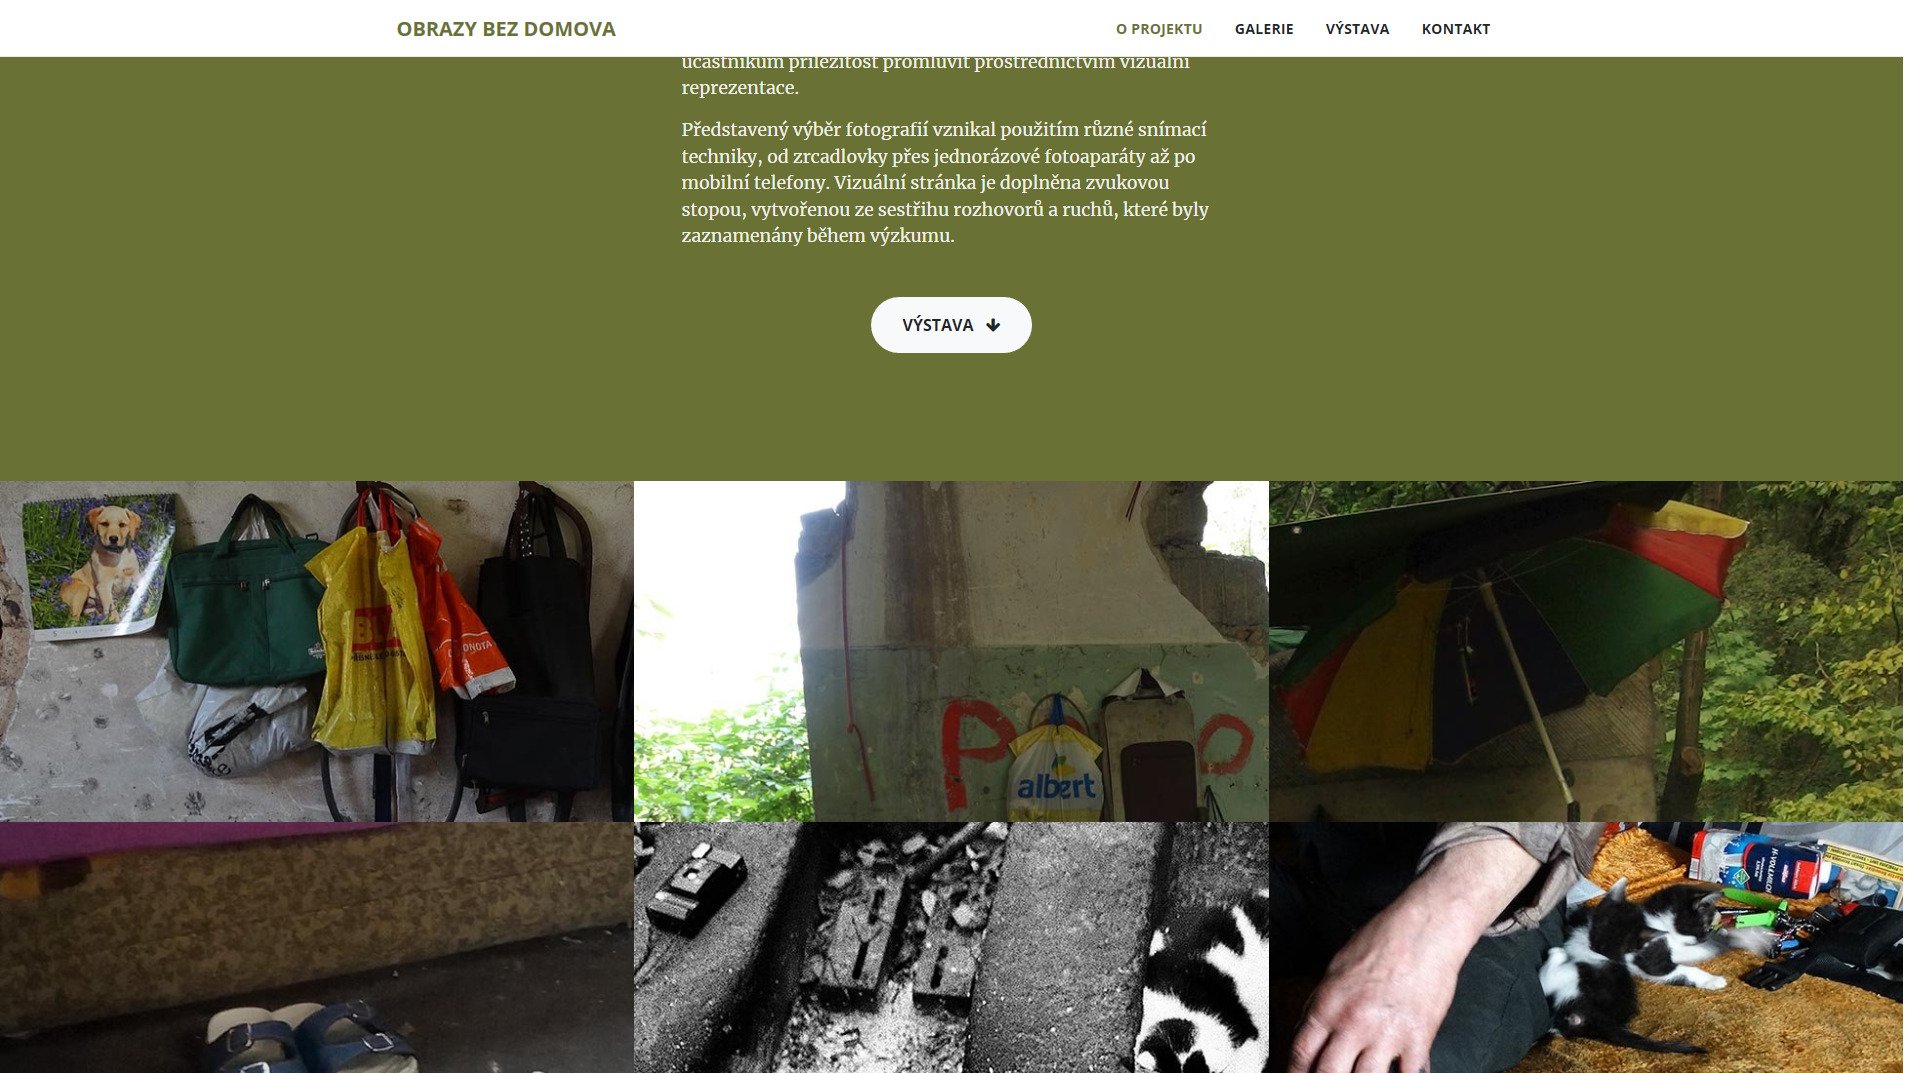 OBRAZY BEZ DOMOVA
O PROJEKTU
GALERIE
VÝSTAVA
KONTAKT
účastníkům příležitost promluvit prostřednictvím vizuální
reprezentace.
Představený výběr fotografií vznikal použitím různé snímací
techniky, od zrcadlovky přes jednorázové fotoaparáty až po
mobilní telefony. Vizuální stránka je doplněna zvukovou
stopou, vytvořenou ze sestřihu rozhovorů a ruchů, které byly
zaznamenány během výzkumu.
VÝSTAVA
albert